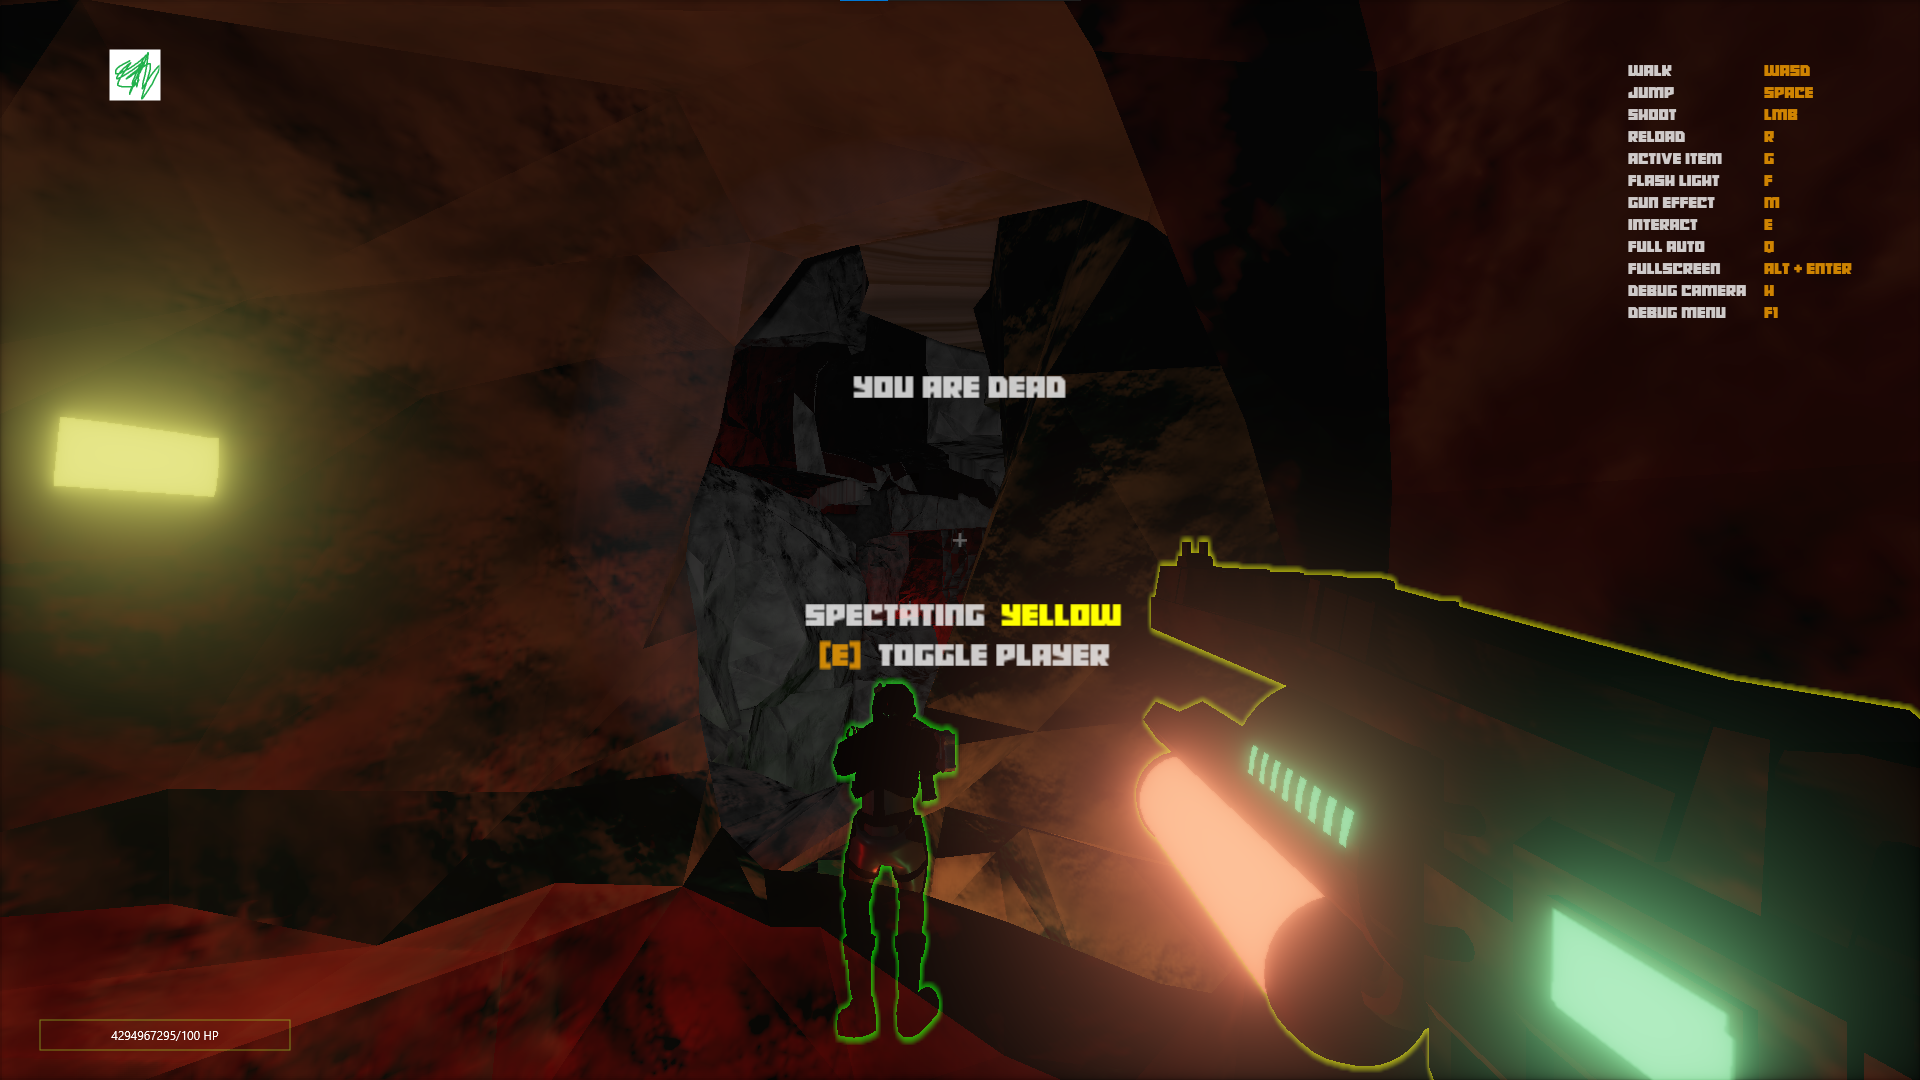 WALK WASD
JUMP SPACE
SHOOT LMB
RELOAD R
ACTIVE ITEM G
FLASH LIGHT F
GUN EFFECT M
INTERACT E
FULL AUTO Q
FULLSCREEN ALT + ENTER
DEBUG CAMERA H
DEBUG MENU F1
YOU ARE DEAD
SPECTATING YELLOW
[E] TOGGLE PLAYER
4294967295/100 HP